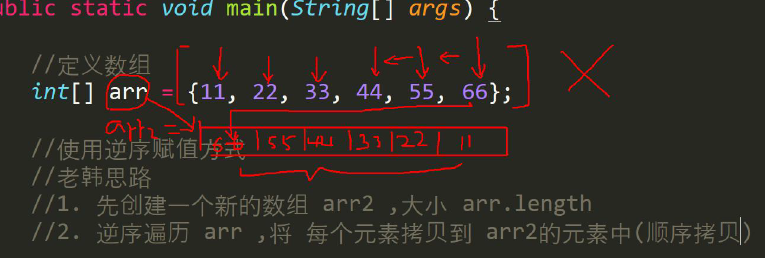 public static void main(String[] args) {
//定义数组
int[] arr = {11, 22, 33, 44, 55, 66};
arr2 =
66 | 55 | 44 | 33 | 22 | 11
//使用逆序赋值方式
//老韩思路
//1. 先创建一个新的数组 arr2 ,大小 arr.length
//2. 逆序遍历 arr ,将 每个元素拷贝到 arr2的元素中(顺序拷贝)